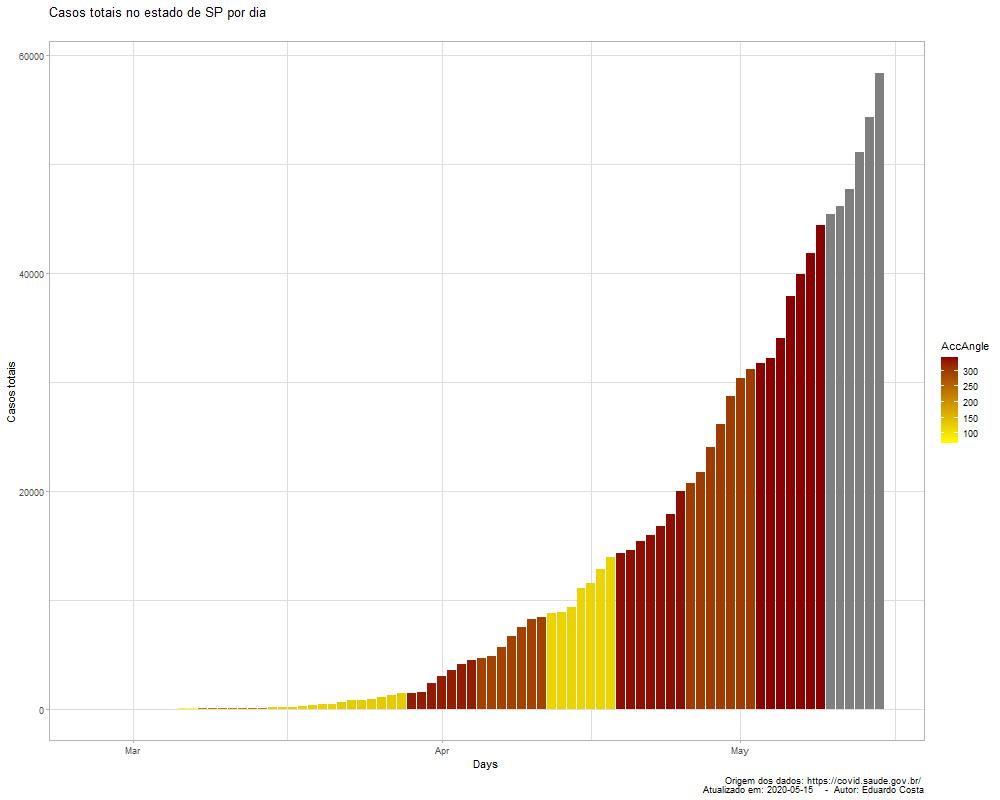 Casos totais no estado de SP por dia
60000
40000
20000
0
Casos totais
Mar
Apr
May
Days
AccAngle
300
250
200
150
100
Origem dos dados: https://covid.saude.gov.br/
Atualizado em: 2020-05-15 - Autor: Eduardo Costa